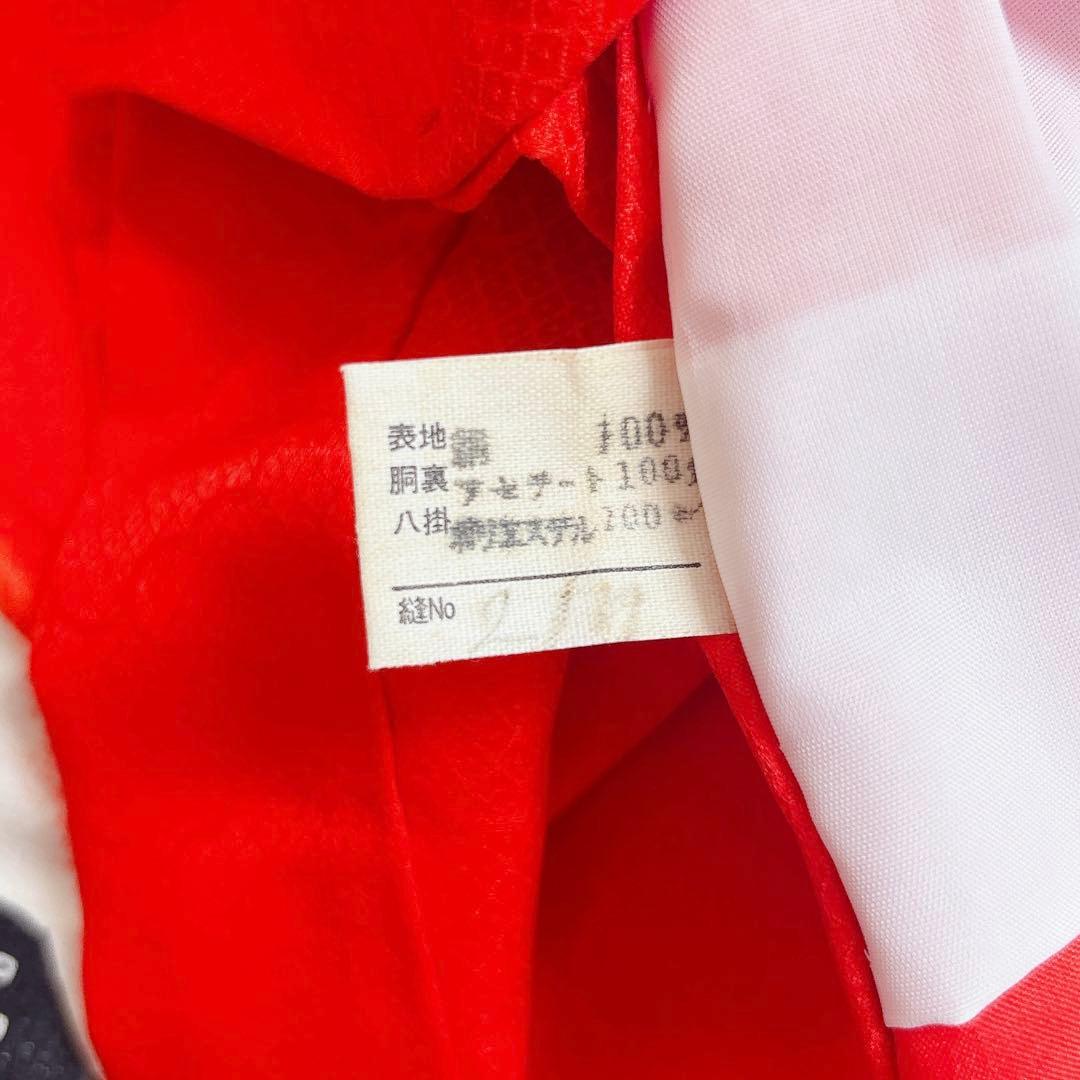 表地 絹 100%
胴裏 アセテート100%
八掛 ポリエステル100%
縫No